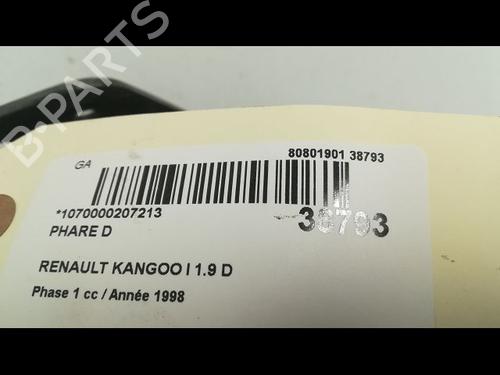 B-PARTS
GA
80801901 38793
*1070000207213
38793
PHARE D
RENAULT KANGOO I 1.9 D
Phase 1 cc / Année 1998